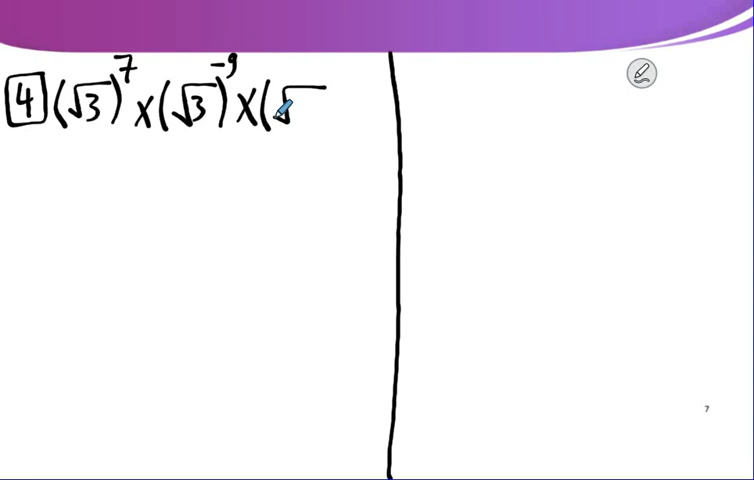 4 (√3)^7 × (√3)^-9 × (√
7